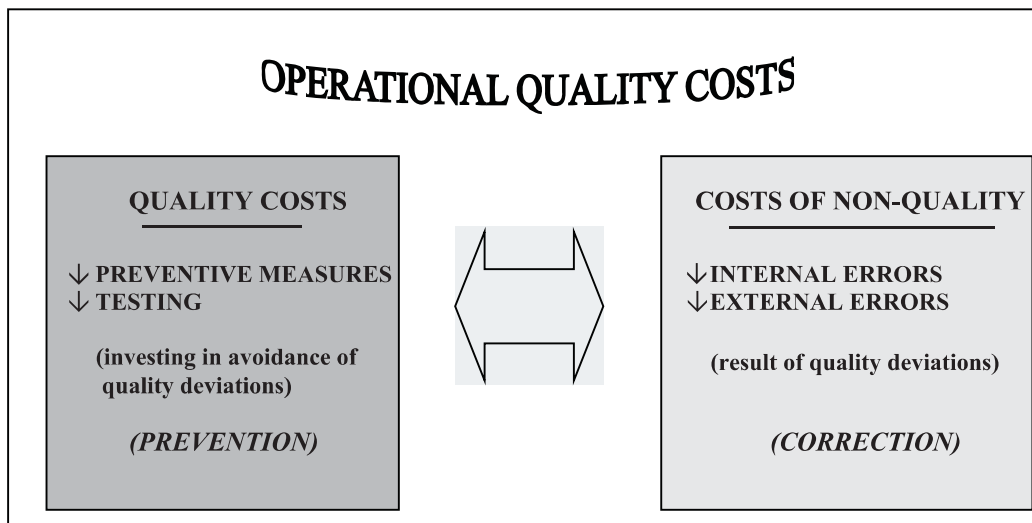 OPERATIONAL QUALITY COSTS
QUALITY COSTS
↓ PREVENTIVE MEASURES
↓ TESTING
(investing in avoidance of
quality deviations)
(PREVENTION)
COSTS OF NON-QUALITY
↓INTERNAL ERRORS
↓EXTERNAL ERRORS
(result of quality deviations)
(CORRECTION)